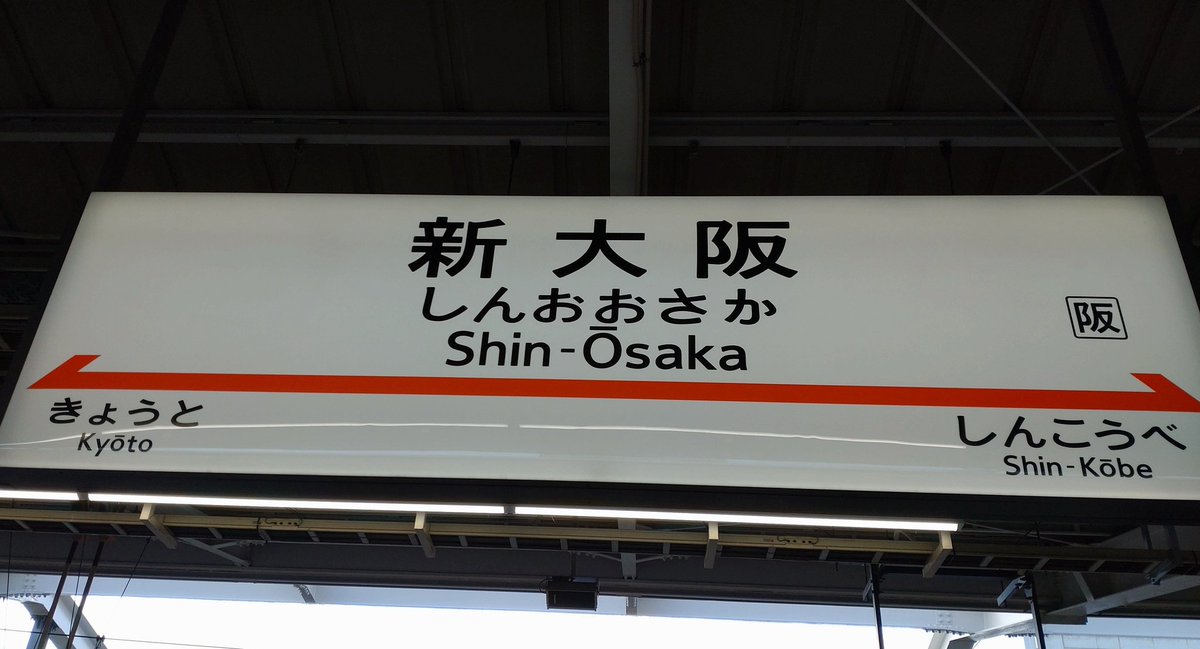 新大阪
しんおおさか
Shin-Ōsaka
阪
きょうと
Kyōto
しんこうべ
Shin-Kōbe